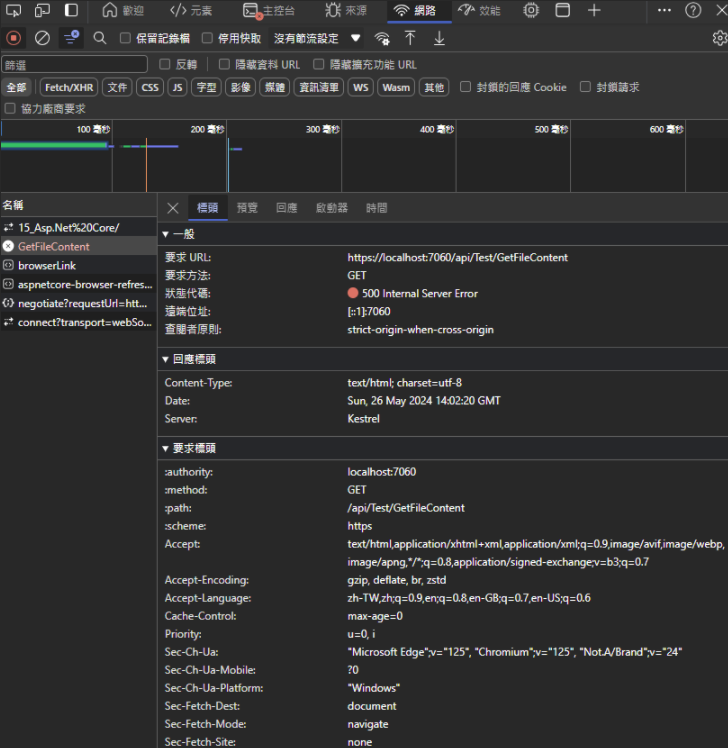 歡迎 元素 主控台 來源 網路 效能
保留記錄檔 停用快取 沒有節流設定
篩選 反轉 隱藏資料 URL 隱藏擴充功能 URL
全部 Fetch/XHR 文件 CSS JS 字型 影像 媒體 資訊清單 WS Wasm 其他 封鎖的回應 Cookie 封鎖請求
協力廠商要求
100 毫秒 200 毫秒 300 毫秒 400 毫秒 500 毫秒 600 毫秒
名稱
15_Asp.Net%20Core/
GetFileContent
browserLink
aspnetcore-browser-refres...
negotiate?requestUrl=htt...
connect?transport=webSo...
標頭 預覽 回應 啟動器 時間
一般
要求 URL: https://localhost:7060/api/Test/GetFileContent
要求方法: GET
狀態代碼: 500 Internal Server Error
遠端位址: [::1]:7060
查閱者原則: strict-origin-when-cross-origin
回應標頭
Content-Type: text/html; charset=utf-8
Date: Sun, 26 May 2024 14:02:20 GMT
Server: Kestrel
要求標頭
:authority: localhost:7060
:method: GET
:path: /api/Test/GetFileContent
:scheme: https
Accept: text/html,application/xhtml+xml,application/xml;q=0.9,image/avif,image/webp,
image/apng,*/*;q=0.8,application/signed-exchange;v=b3;q=0.7
Accept-Encoding: gzip, deflate, br, zstd
Accept-Language: zh-TW,zh;q=0.9,en;q=0.8,en-GB;q=0.7,en-US;q=0.6
Cache-Control: max-age=0
Priority: u=0, i
Sec-Ch-Ua: "Microsoft Edge";v="125", "Chromium";v="125", "Not.A/Brand";v="24"
Sec-Ch-Ua-Mobile: ?0
Sec-Ch-Ua-Platform: "Windows"
Sec-Fetch-Dest: document
Sec-Fetch-Mode: navigate
Sec-Fetch-Site: none